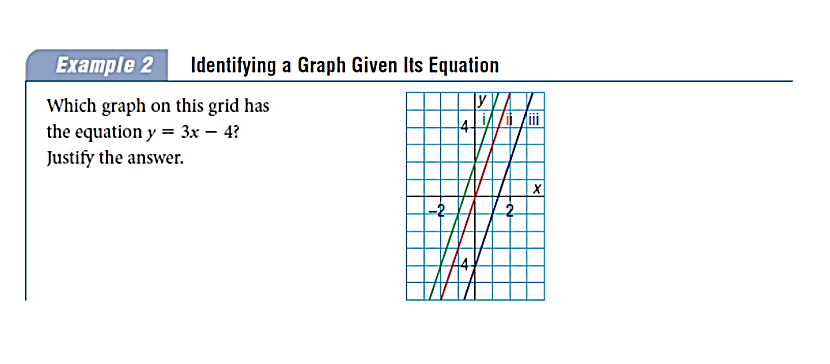 Example 2 Identifying a Graph Given Its Equation
Which graph on this grid has
the equation y = 3x − 4?
Justify the answer.
y
4 i ii iii
x
−2 2
−4